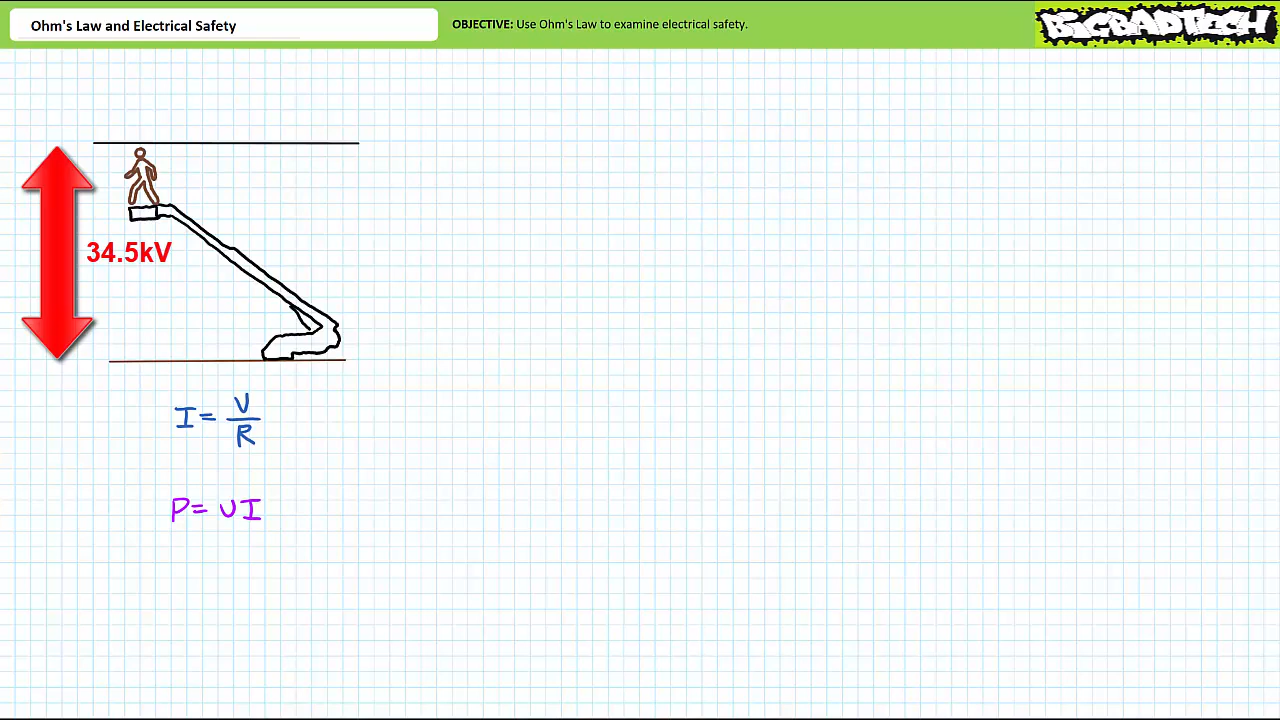 Ohm's Law and Electrical Safety
OBJECTIVE: Use Ohm's Law to examine electrical safety.
BIGBADTECH
34.5kV
I = V/R
P = VI